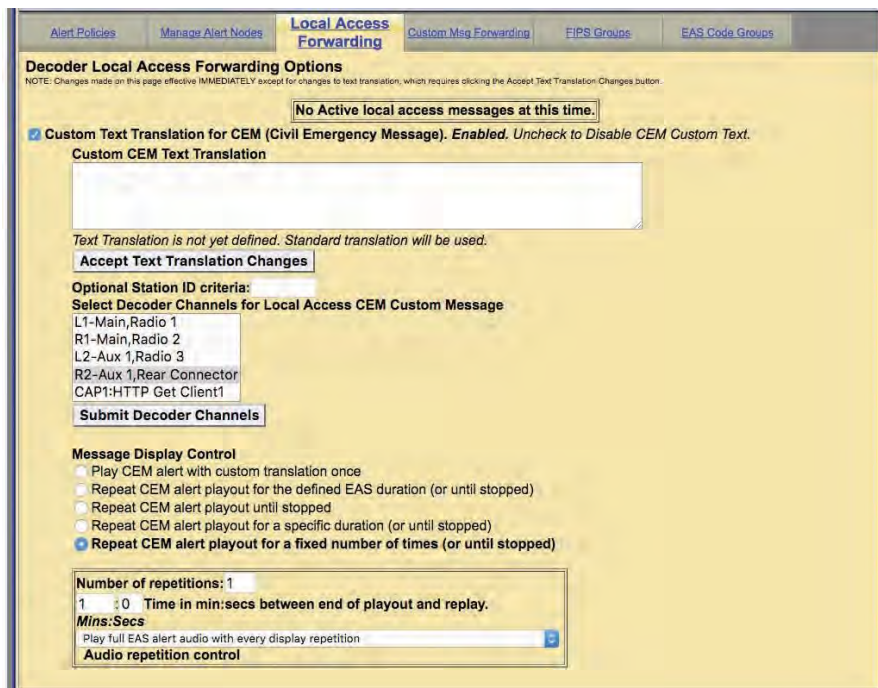 Alert Policies
Manage Alert Nodes
Local Access
Forwarding
Custom Msg Forwarding
FIPS Groups
EAS Code Groups
Decoder Local Access Forwarding Options
NOTE: Changes made on this page effective IMMEDIATELY except for changes to text translation, which requires clicking the Accept Text Translation Changes button.
No Active local access messages at this time.
Custom Text Translation for CEM (Civil Emergency Message). Enabled. Uncheck to Disable CEM Custom Text.
Custom CEM Text Translation
Text Translation is not yet defined. Standard translation will be used.
Accept Text Translation Changes
Optional Station ID criteria:
Select Decoder Channels for Local Access CEM Custom Message
L1-Main,Radio 1
R1-Main,Radio 2
L2-Aux 1,Radio 3
R2-Aux 1,Rear Connector
CAP1:HTTP Get Client1
Submit Decoder Channels
Message Display Control
Play CEM alert with custom translation once
Repeat CEM alert playout for the defined EAS duration (or until stopped)
Repeat CEM alert playout until stopped
Repeat CEM alert playout for a specific duration (or until stopped)
Repeat CEM alert playout for a fixed number of times (or until stopped)
Number of repetitions: 1
1 :0 Time in min:secs between end of playout and replay.
Mins:Secs
Play full EAS alert audio with every display repetition
Audio repetition control